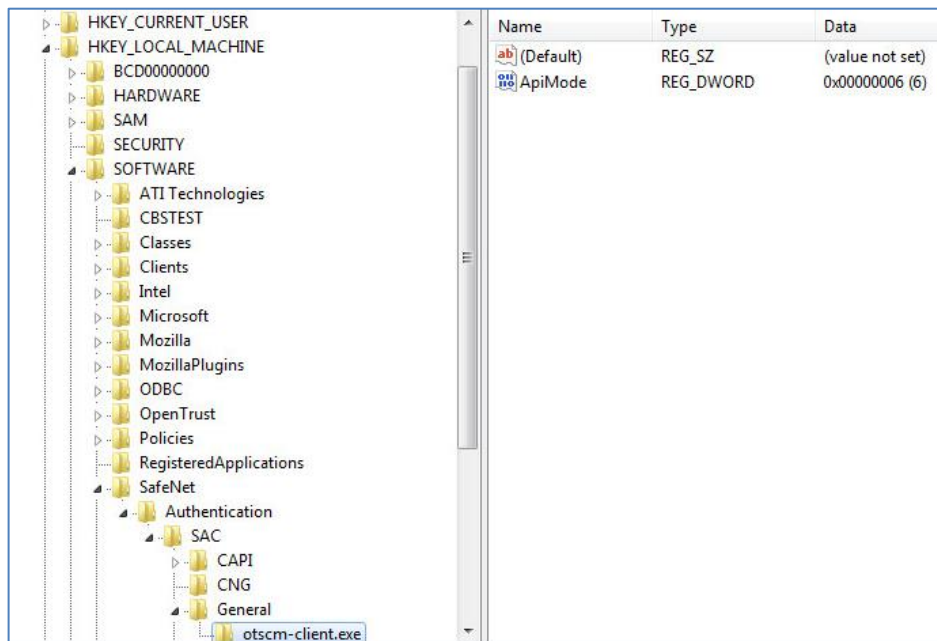 HKEY_CURRENT_USER
HKEY_LOCAL_MACHINE
BCD00000000
HARDWARE
SAM
SECURITY
SOFTWARE
ATI Technologies
CBSTEST
Classes
Clients
Intel
Microsoft
Mozilla
MozillaPlugins
ODBC
OpenTrust
Policies
RegisteredApplications
SafeNet
Authentication
SAC
CAPI
CNG
General
otscm-client.exe
Name Type Data
(Default) REG_SZ (value not set)
ApiMode REG_DWORD 0x00000006 (6)